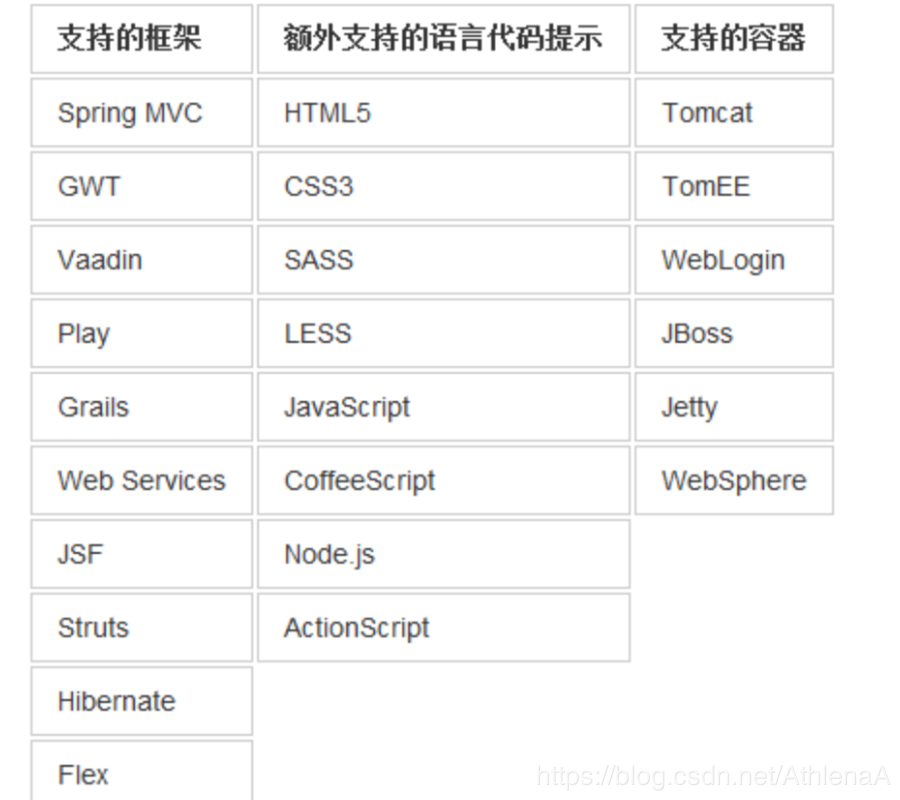 支持的框架 额外支持的语言代码提示 支持的容器
Spring MVC HTML5 Tomcat
GWT CSS3 TomEE
Vaadin SASS WebLogin
Play LESS JBoss
Grails JavaScript Jetty
Web Services CoffeeScript WebSphere
JSF Node.js
Struts ActionScript
Hibernate
Flex
https://blog.csdn.net/AthlenaA